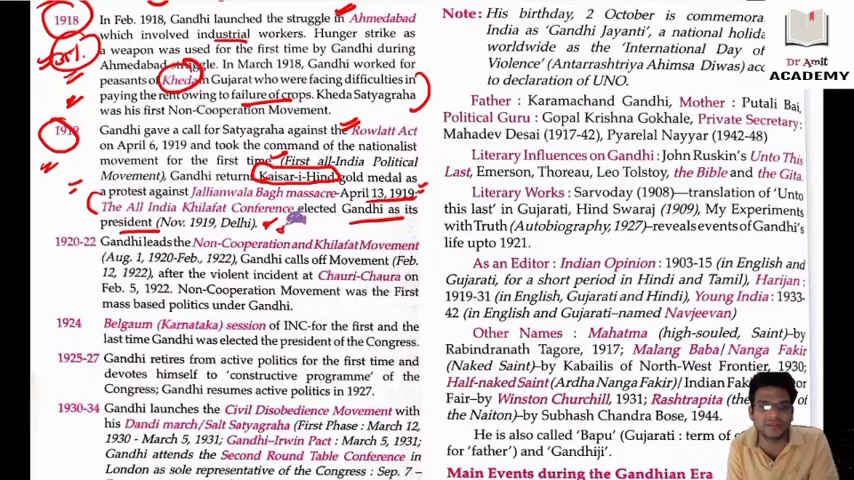 1918 In Feb. 1918, Gandhi launched the struggle in Ahmedabad
which involved industrial workers. Hunger strike as
a weapon was used for the first time by Gandhi during
Ahmedabad struggle. In March 1918, Gandhi worked for
peasants of Kheda in Gujarat who were facing difficulties in
paying the rent owing to failure of crops. Kheda Satyagraha
was his first Non-Cooperation Movement.
1919 Gandhi gave a call for Satyagraha against the Rowlatt Act
on April 6, 1919 and took the command of the nationalist
movement for the first time (First all-India Political
Movement), Gandhi returns Kaisar-i-Hind gold medal as
a protest against Jallianwala Bagh massacre-April 13, 1919;
The All India Khilafat Conference elected Gandhi as its
president (Nov. 1919, Delhi).
1920-22 Gandhi leads the Non-Cooperation and Khilafat Movement
(Aug. 1, 1920-Feb., 1922), Gandhi calls off Movement (Feb.
12, 1922), after the violent incident at Chauri-Chaura on
Feb. 5, 1922. Non-Cooperation Movement was the First
mass based politics under Gandhi.
1924 Belgaum (Karnataka) session of INC-for the first and the
last time Gandhi was elected the president of the Congress.
1925-27 Gandhi retires from active politics for the first time and
devotes himself to 'constructive programme' of the
Congress; Gandhi resumes active politics in 1927.
1930-34 Gandhi launches the Civil Disobedience Movement with
his Dandi march/Salt Satyagraha (First Phase : March 12,
1930 - March 5, 1931; Gandhi-Irwin Pact : March 5, 1931;
Gandhi attends the Second Round Table Conference in
London as sole representative of the Congress : Sep. 7 –
Note : His birthday, 2 October is commemora
India as 'Gandhi Jayanti', a national holida
worldwide as the 'International Day of
Violence' (Antarrashtriya Ahimsa Diwas) acc
to declaration of UNO.
Father : Karamachand Gandhi, Mother : Putali Bai,
Political Guru : Gopal Krishna Gokhale, Private Secretary:
Mahadev Desai (1917-42), Pyarelal Nayyar (1942-48)
Literary Influences on Gandhi : John Ruskin's Unto This
Last, Emerson, Thoreau, Leo Tolstoy, the Bible and the Gita.
Literary Works : Sarvoday (1908)—translation of 'Unto
this last' in Gujarati, Hind Swaraj (1909), My Experiments
with Truth (Autobiography, 1927)—reveals events of Gandhi's
life upto 1921.
As an Editor : Indian Opinion : 1903-15 (in English and
Gujarati, for a short period in Hindi and Tamil), Harijan :
1919-31 (in English, Gujarati and Hindi), Young India : 1933-
42 (in English and Gujarati–named Navjeevan)
Other Names : Mahatma (high-souled, Saint)—by
Rabindranath Tagore, 1917; Malang Baba/Nanga Fakir
(Naked Saint)—by Kabailis of North-West Frontier, 1930;
Half-naked Saint (Ardha Nanga Fakir)/Indian Fak or
Fair—by Winston Churchill, 1931; Rashtrapita (the of
the Naiton)—by Subhash Chandra Bose, 1944.
He is also called 'Bapu' (Gujarati : term of
for 'father') and 'Gandhiji'.
Main Events during the Gandhian Era
Dr Amit
ACADEMY